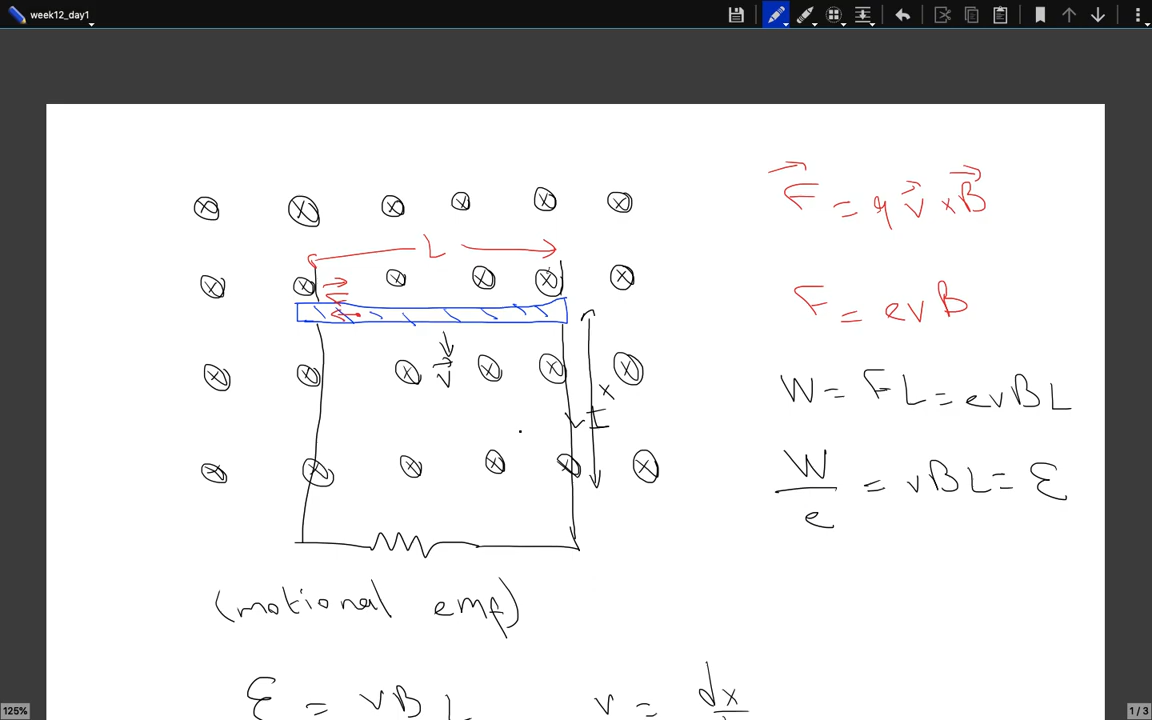 week12_day1
F = q v × B
L
F = evB
v
x
I
W = FL = evBL
W/e = vBL = Ɛ
(motional emf)
Ɛ = vBL v = dx
125%
1 / 3